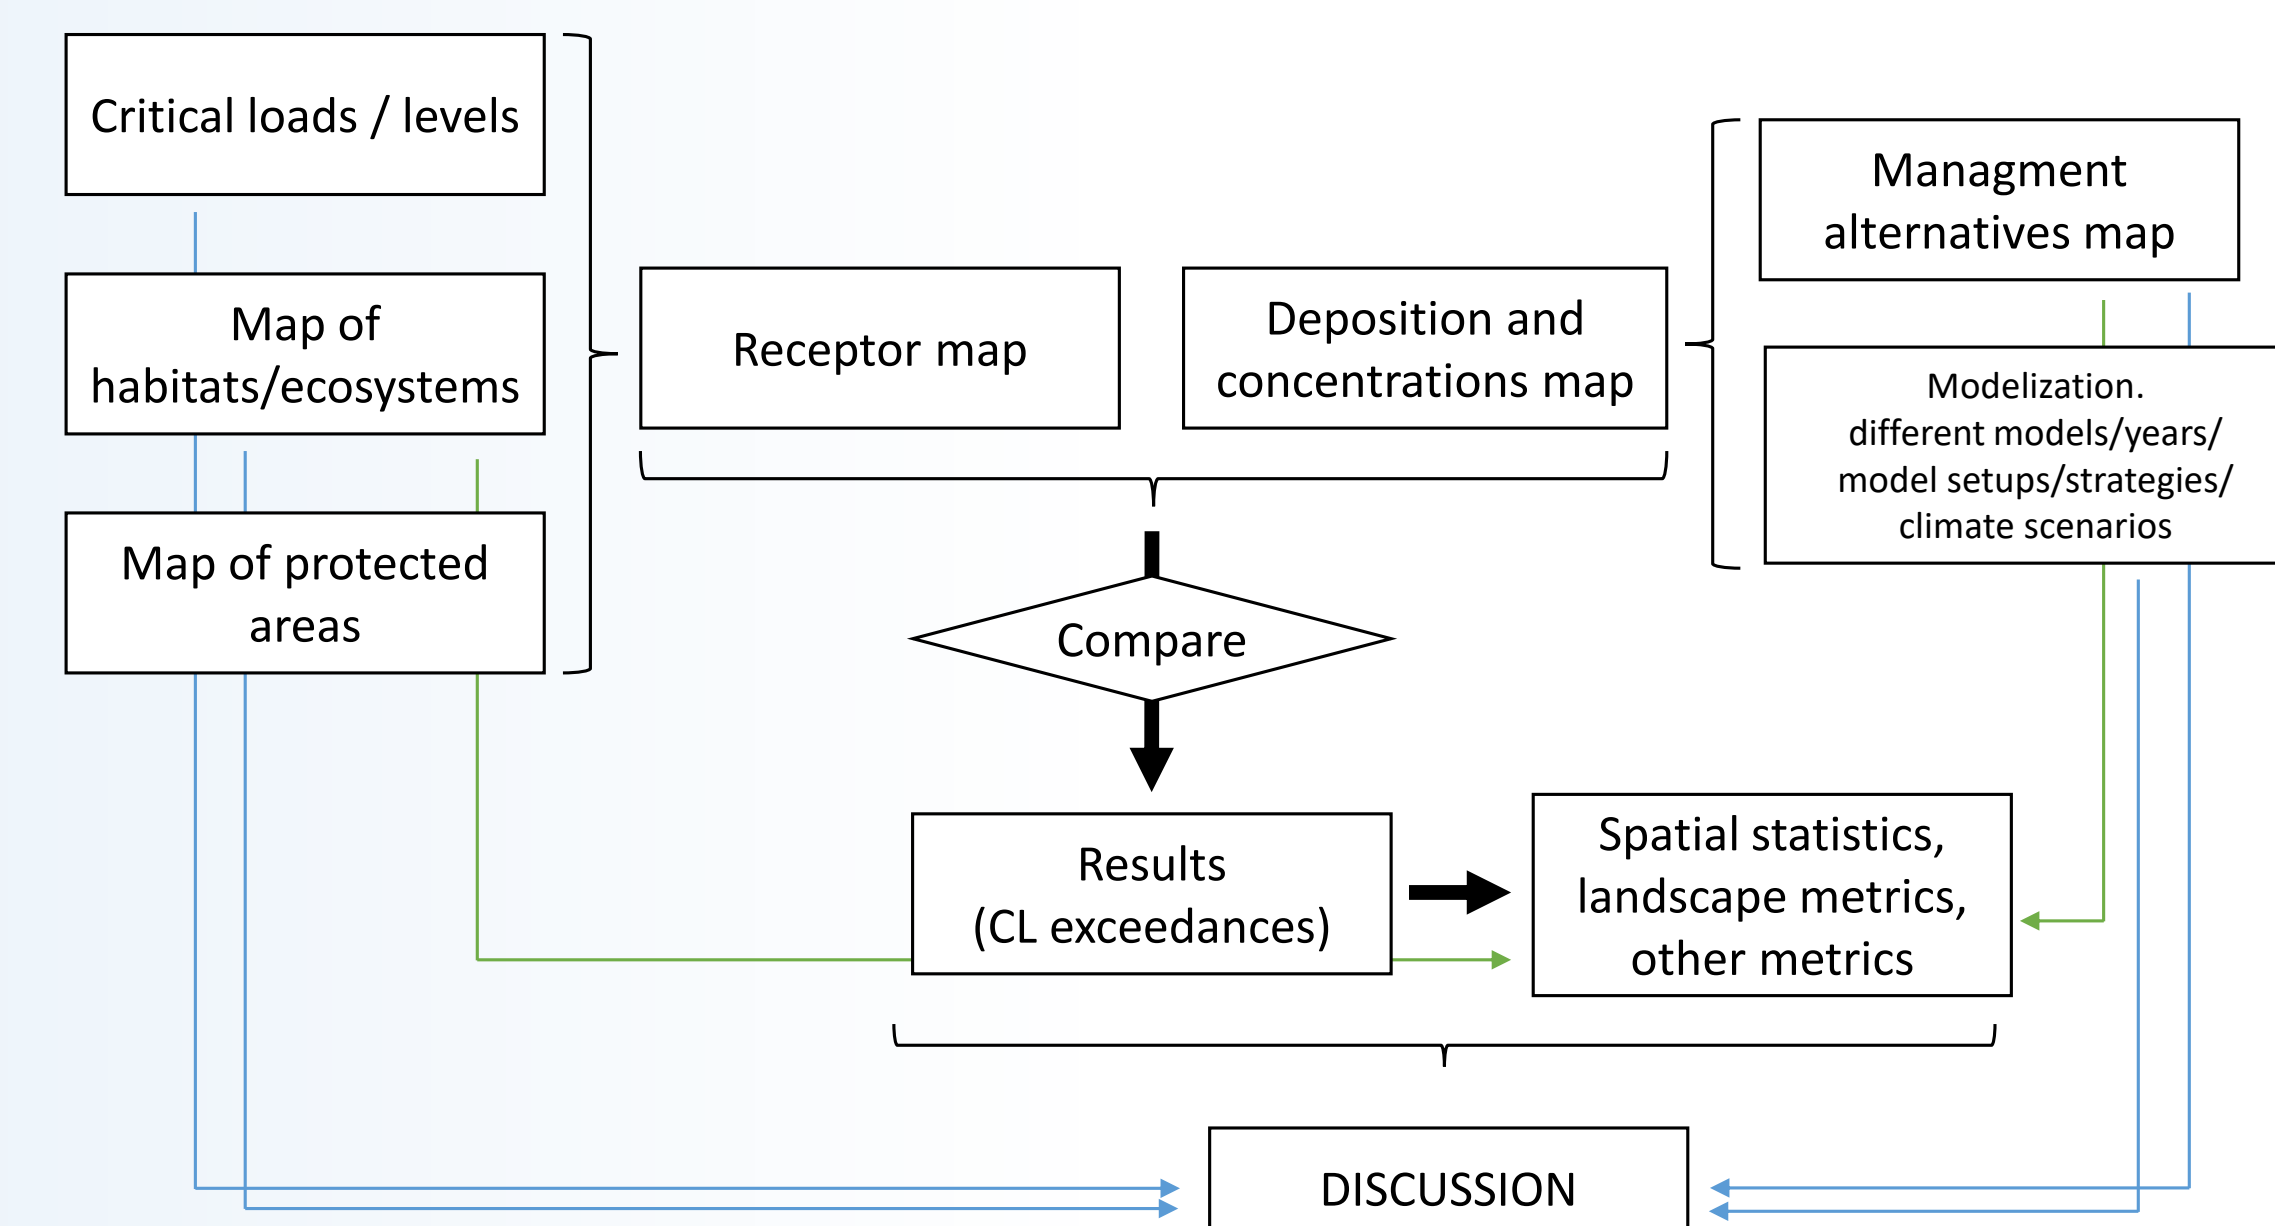 Critical loads / levels
Map of
habitats/ecosystems
Map of protected
areas
Receptor map
Deposition and
concentrations map
Managment
alternatives map
Modelization.
different models/years/
model setups/strategies/
climate scenarios
Compare
Results
(CL exceedances)
Spatial statistics,
landscape metrics,
other metrics
DISCUSSION